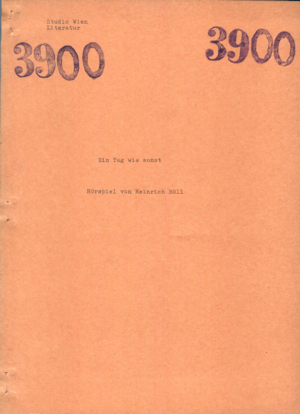 Studio Wien
Literatur
3900
3900
Ein Tag wie sonst
Hörspiel von Heinrich Böll